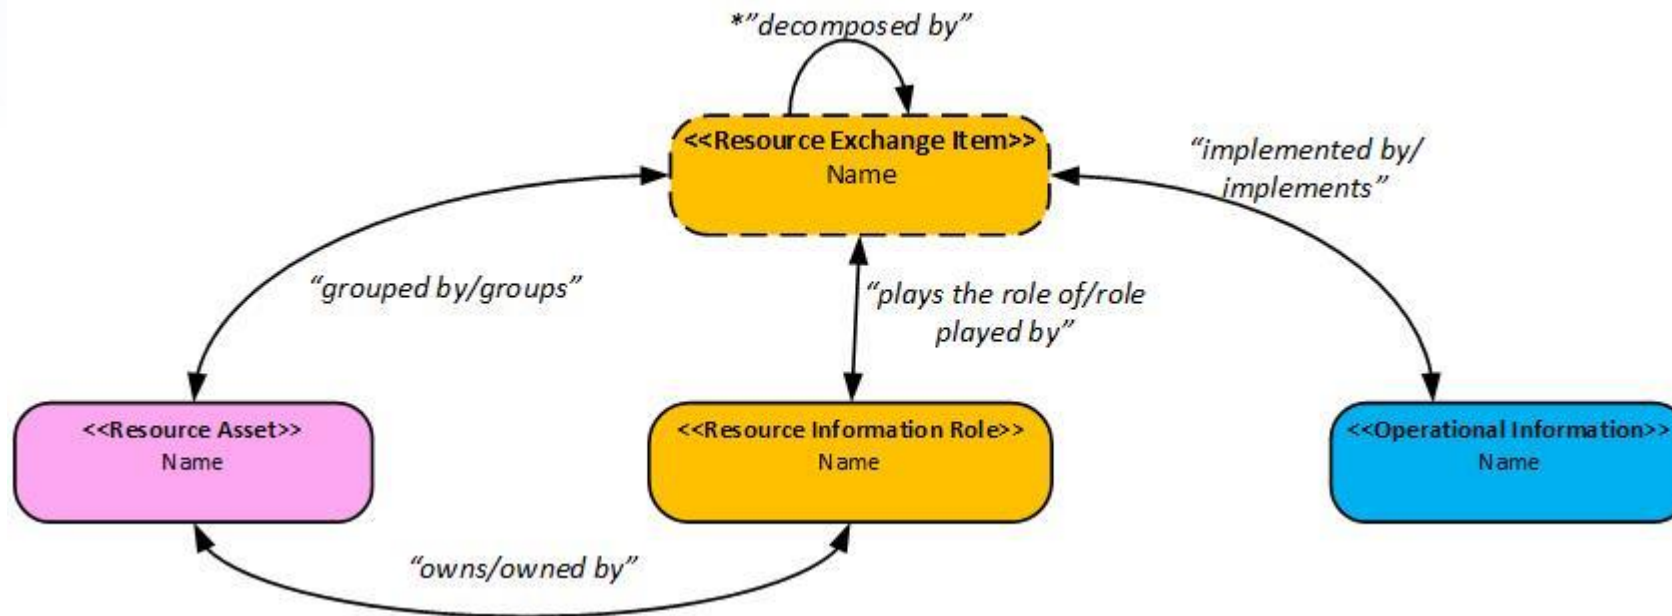 *”decomposed by”
<<Resource Exchange Item>>
Name
“implemented by/
implements”
“grouped by/groups”
“plays the role of/role
played by”
<<Resource Asset>>
Name
<<Resource Information Role>>
Name
<<Operational Information>>
Name
“owns/owned by”